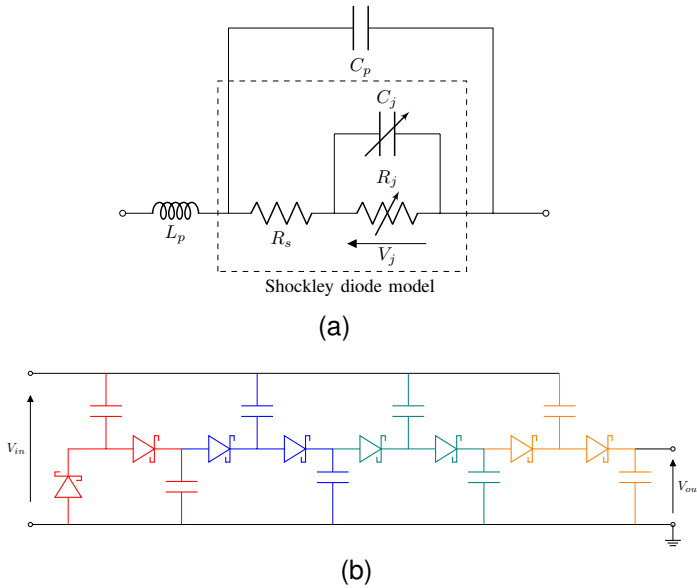 C_p
C_j
R_j
L_p
R_s
V_j
Shockley diode model
(a)
V_in
V_ou
(b)